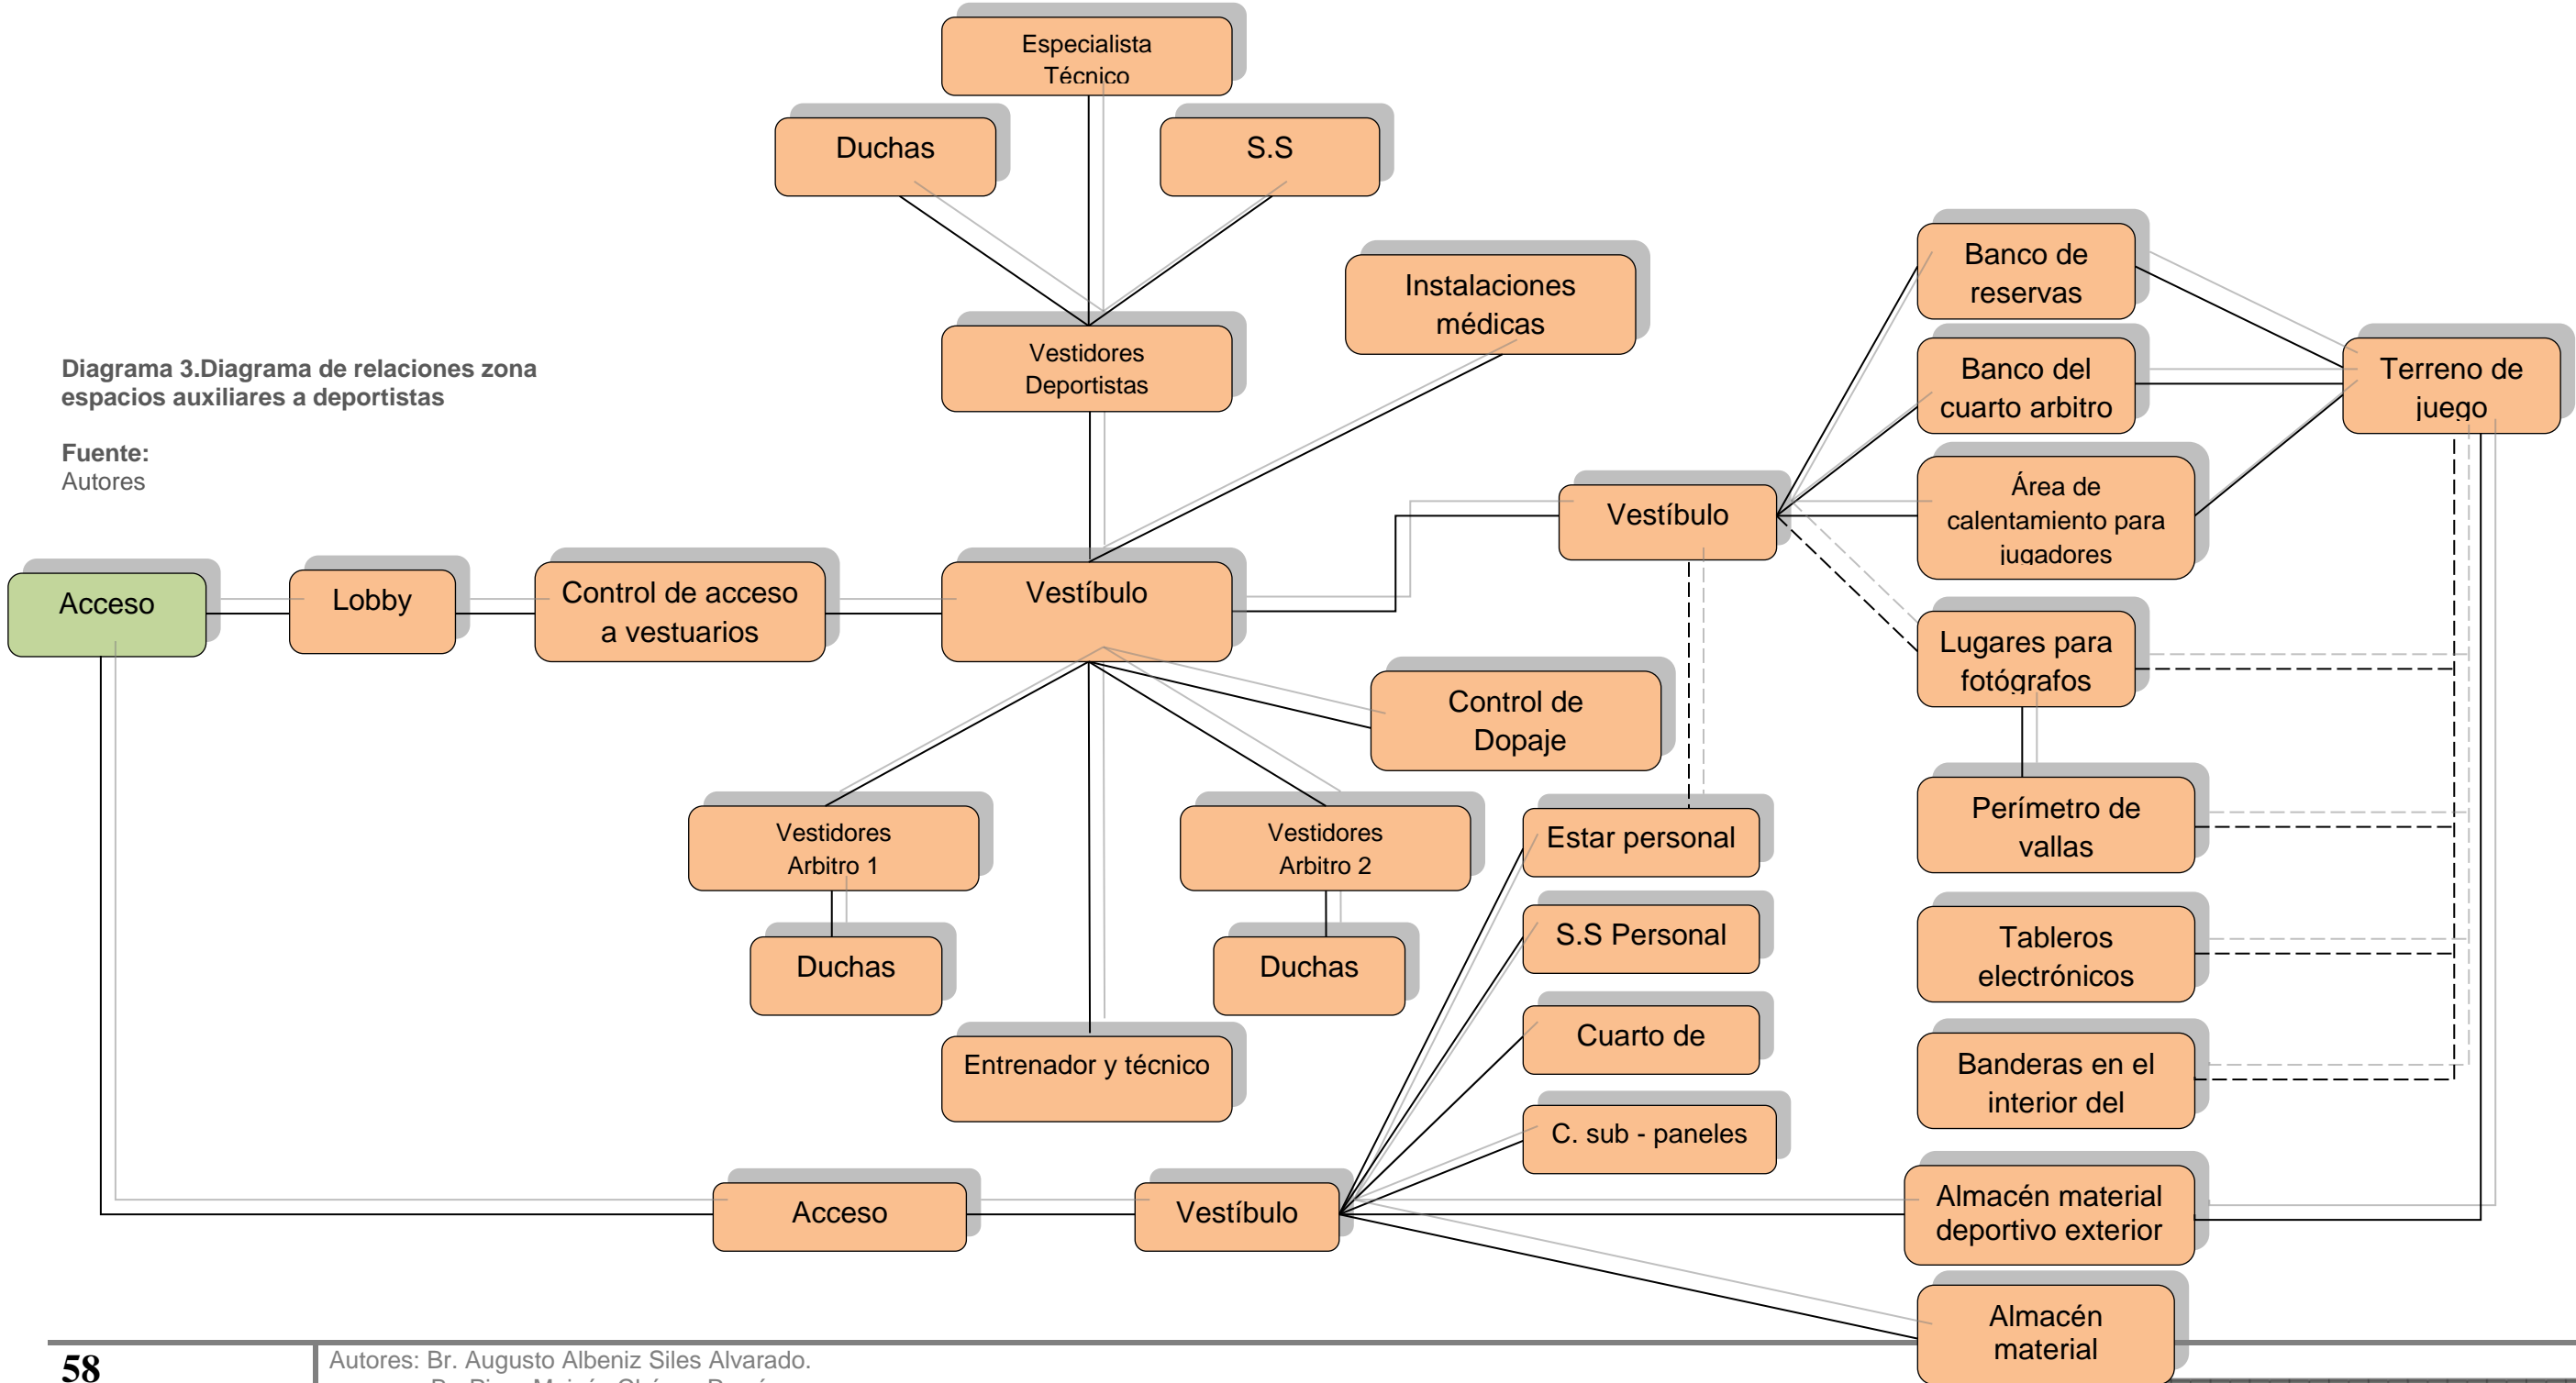 Especialista
Técnico
Duchas
S.S
Instalaciones
médicas
Vestidores
Deportistas
Diagrama 3.Diagrama de relaciones zona
espacios auxiliares a deportistas
Fuente:
Autores
Banco de
reservas
Banco del
cuarto arbitro
Terreno de
juego
Área de
calentamiento para
jugadores
Vestíbulo
Acceso
Lobby
Control de acceso
a vestuarios
Vestíbulo
Lugares para
fotógrafos
Control de
Dopaje
Perímetro de
vallas
Vestidores
Arbitro 1
Vestidores
Arbitro 2
Estar personal
S.S Personal
Duchas
Duchas
Tableros
electrónicos
Cuarto de
Entrenador y técnico
Banderas en el
interior del
C. sub - paneles
Acceso
Vestíbulo
Almacén material
deportivo exterior
Almacén
material
58
Autores: Br. Augusto Albeniz Siles Alvarado.